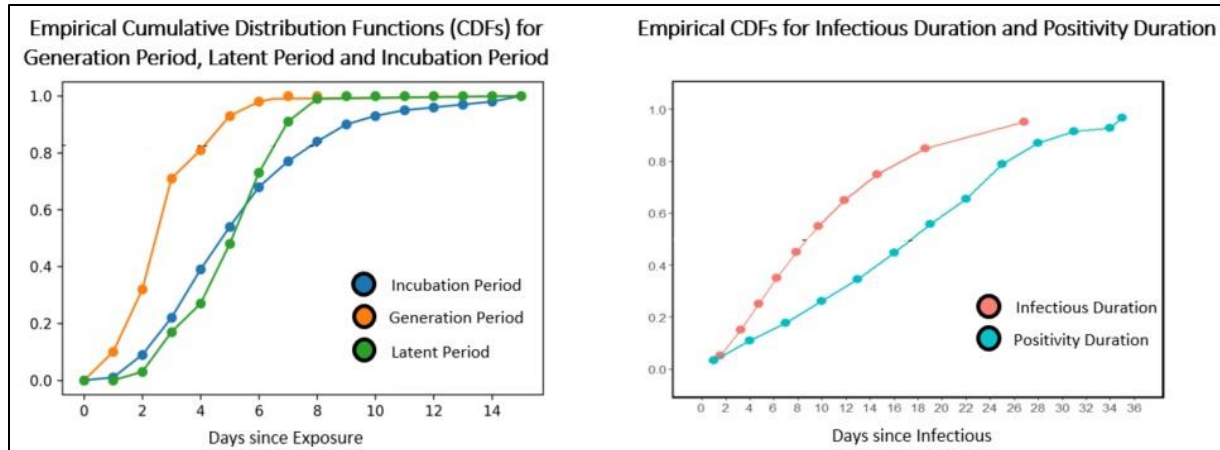 Empirical Cumulative Distribution Functions (CDFs) for
Generation Period, Latent Period and Incubation Period
1.0
0.8
0.6
0.4
0.2
0.0
Incubation Period
Generation Period
Latent Period
0 2 4 6 8 10 12 14
Days since Exposure
Empirical CDFs for Infectious Duration and Positivity Duration
1.0
0.8
0.6
0.4
0.2
0.0
Infectious Duration
Positivity Duration
0 2 4 6 8 10 12 14 16 18 20 22 24 26 28 30 32 34 36
Days since Infectious